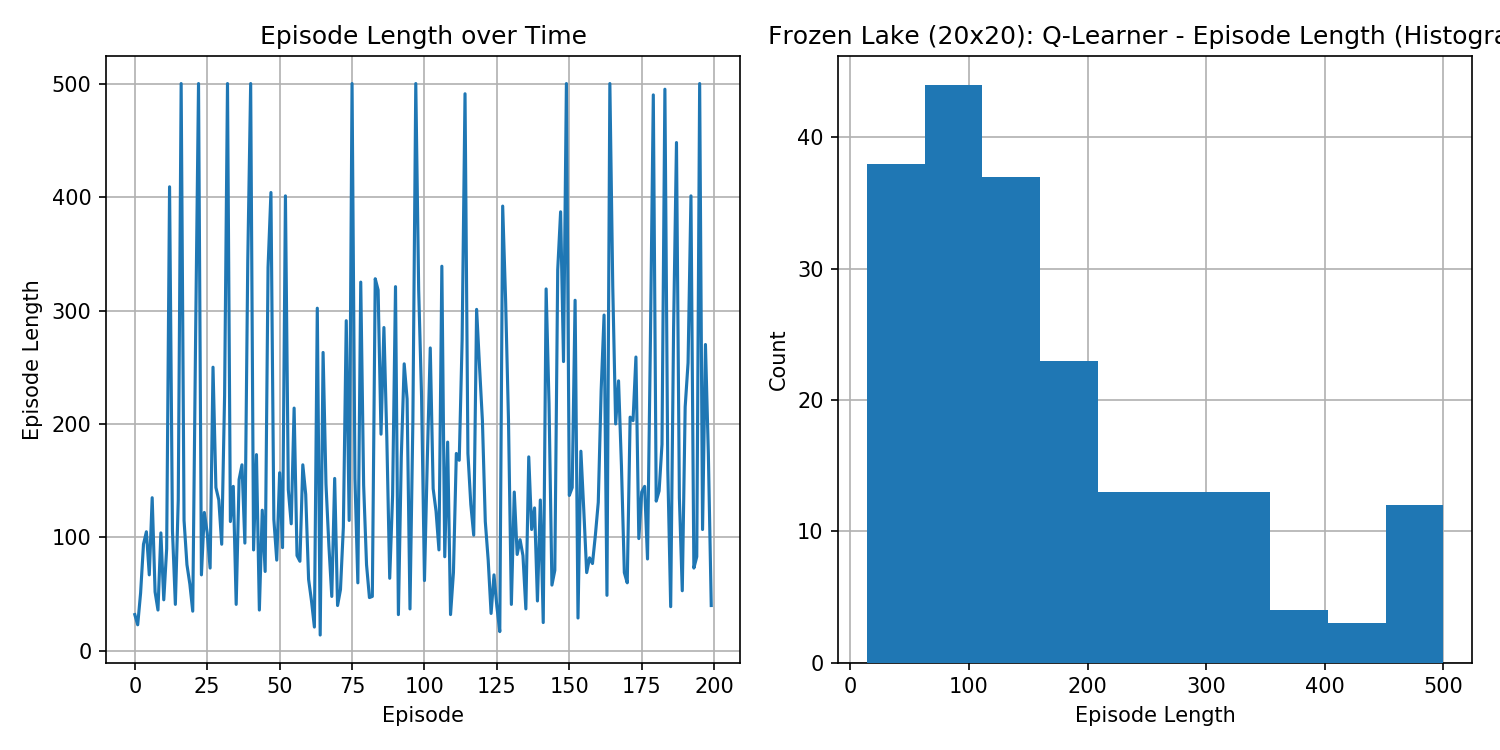 Episode Length over Time
Episode Length
500
400
300
200
100
0
0 25 50 75 100 125 150 175 200
Episode
Frozen Lake (20x20): Q-Learner - Episode Length (Histogra
Count
40
30
20
10
0
0 100 200 300 400 500
Episode Length